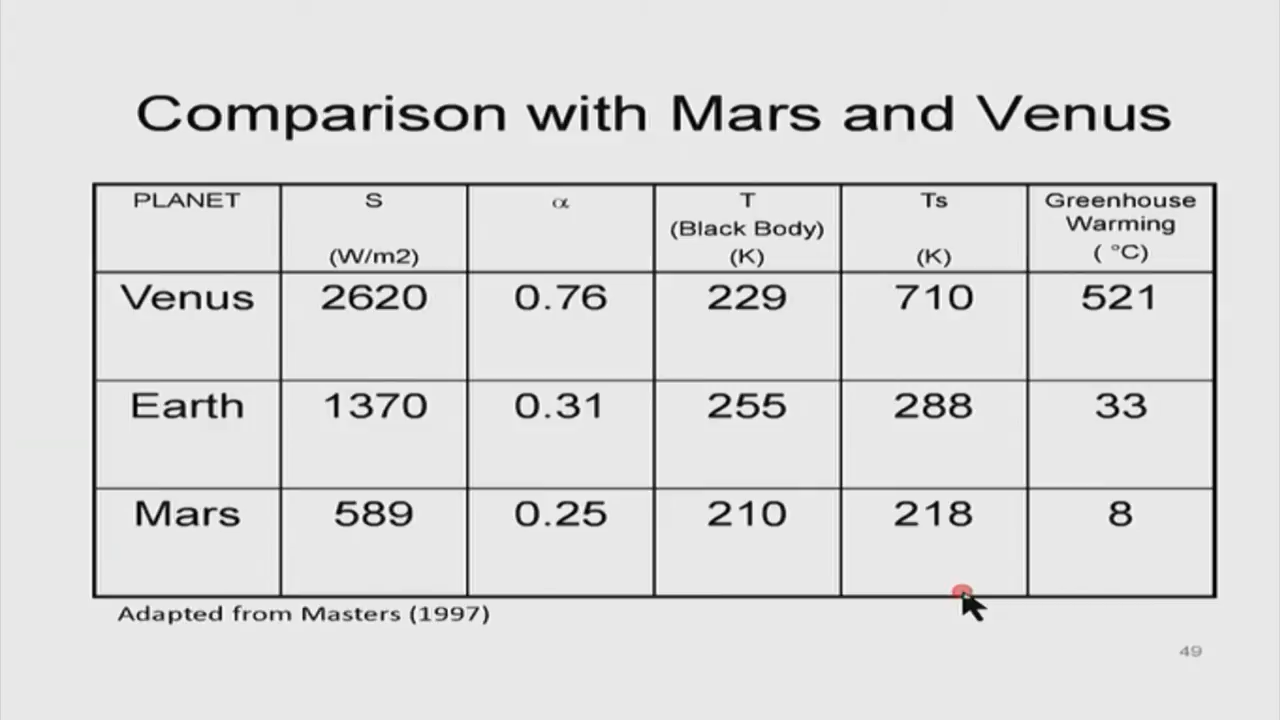 Comparison with Mars and Venus
PLANET S α T Ts Greenhouse
Warming
(Black Body)
(W/m2) (K) (K) ( °C)
Venus 2620 0.76 229 710 521
Earth 1370 0.31 255 288 33
Mars 589 0.25 210 218 8
Adapted from Masters (1997)
49